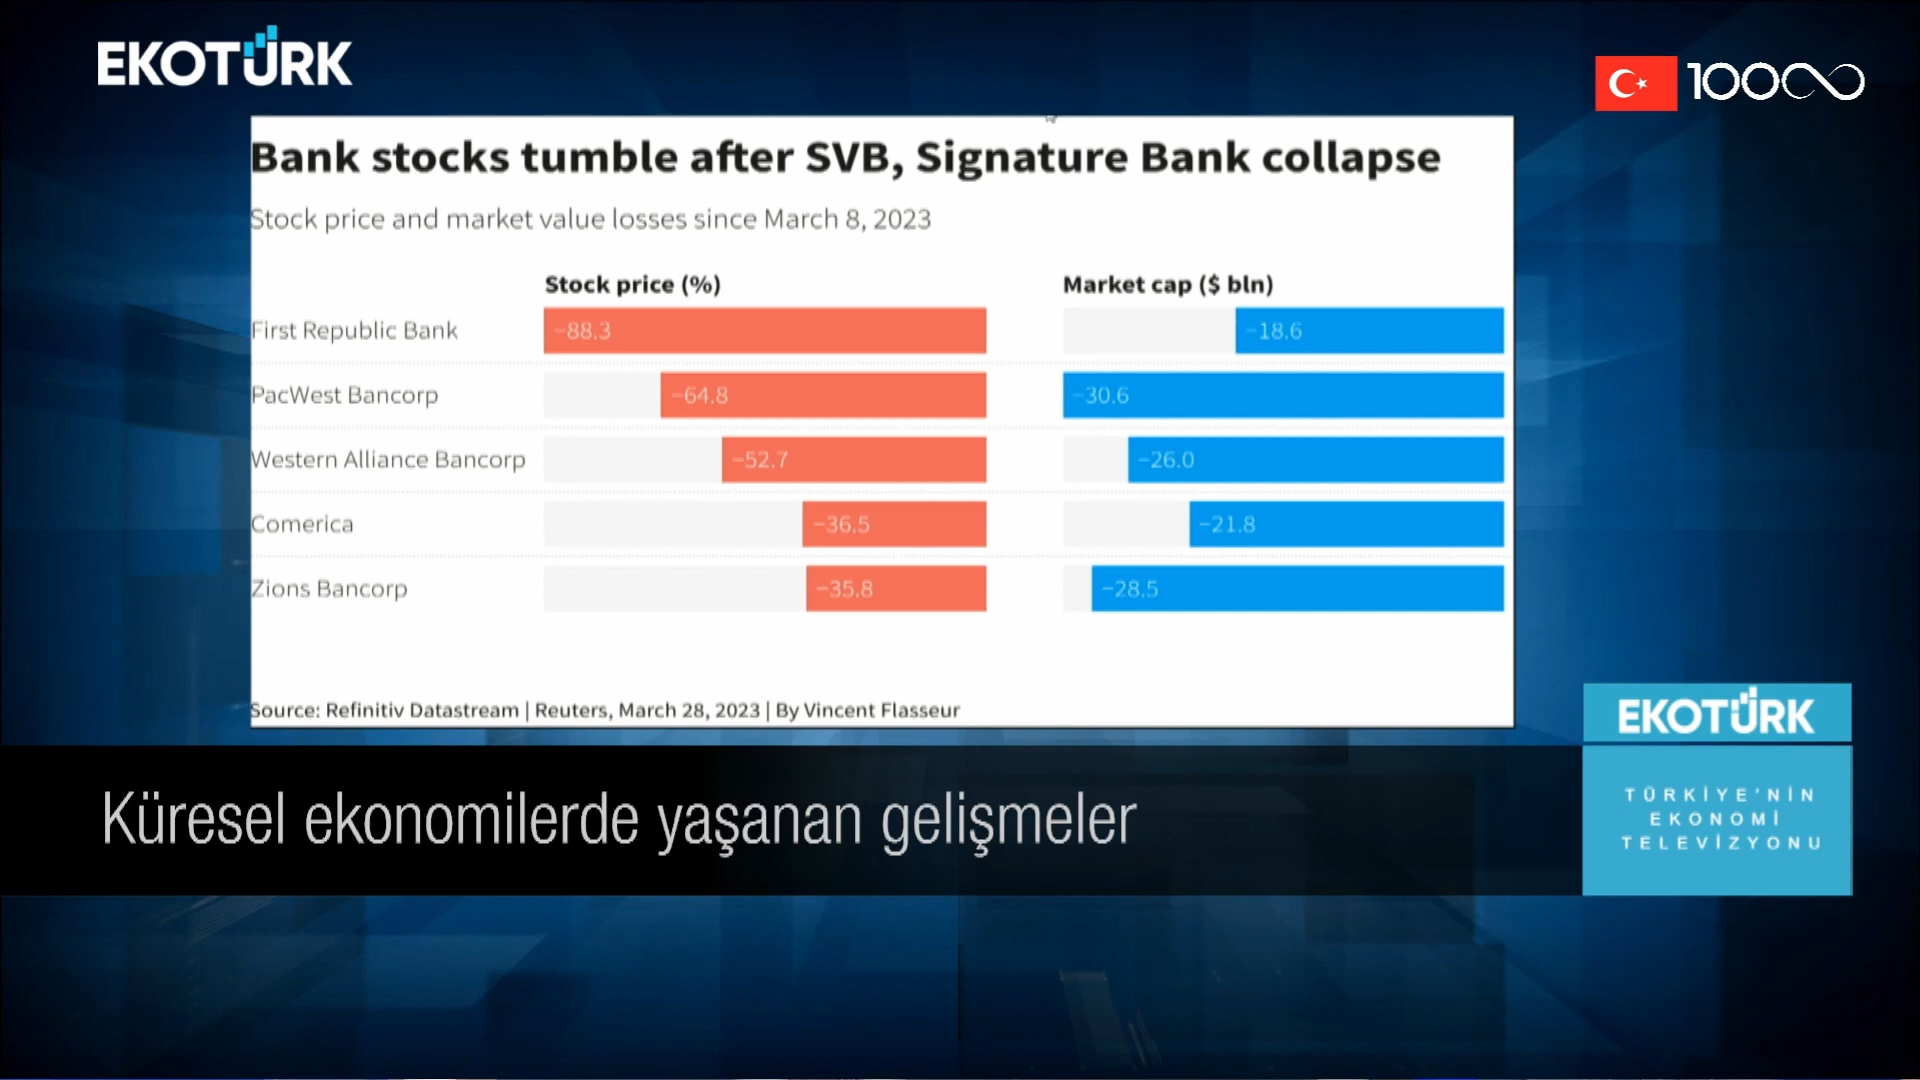 EKOTÜRK
100
Bank stocks tumble after SVB, Signature Bank collapse
Stock price and market value losses since March 8, 2023
Stock price (%) Market cap ($ bln)
First Republic Bank −88.3 −18.6
PacWest Bancorp −64.8 −30.6
Western Alliance Bancorp −52.7 −26.0
Comerica −36.5 −21.8
Zions Bancorp −35.8 −28.5
Source: Refinitiv Datastream | Reuters, March 28, 2023 | By Vincent Flasseur
EKOTÜRK
Küresel ekonomilerde yaşanan gelişmeler
TÜRKİYE'NİN
EKONOMİ
TELEVİZYONU